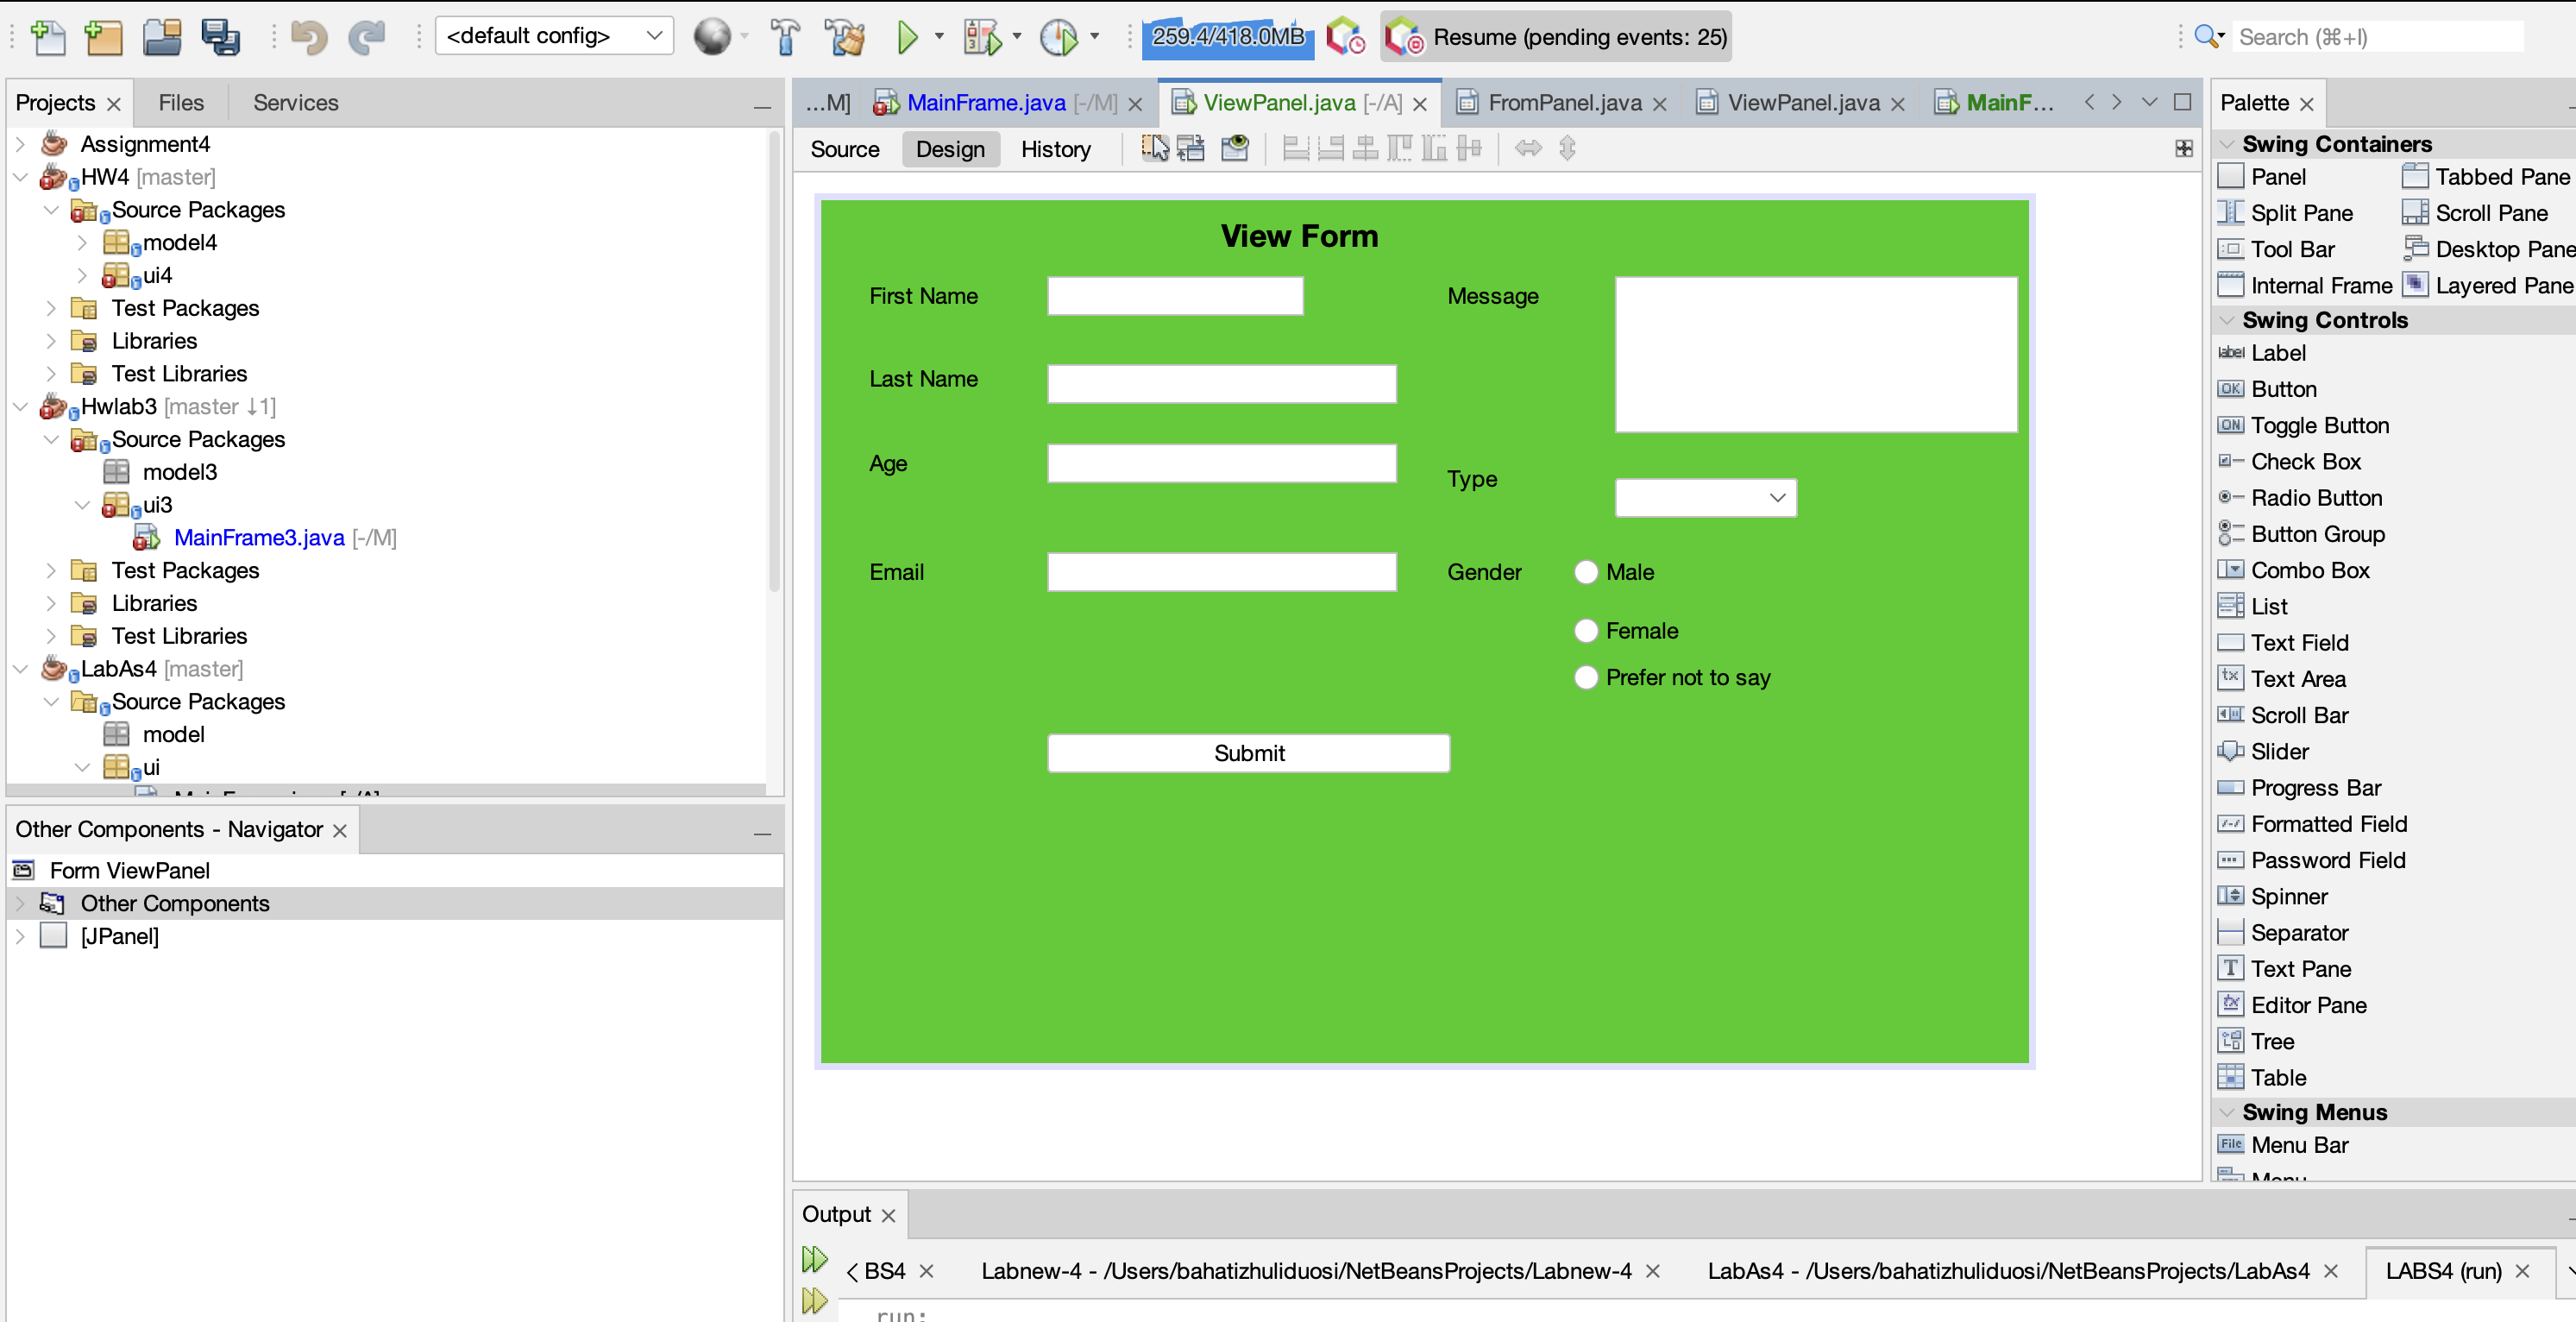 <default config>
259.4/418.0MB
Resume (pending events: 25)
Search (⌘+I)
Projects
Files
Services
Assignment4
HW4 [master]
Source Packages
model4
ui4
Test Packages
Libraries
Test Libraries
Hwlab3 [master ↓1]
Source Packages
model3
ui3
MainFrame3.java [-/M]
Test Packages
Libraries
Test Libraries
LabAs4 [master]
Source Packages
model
ui
Other Components - Navigator
Form ViewPanel
Other Components
[JPanel]
...M]
MainFrame.java [-/M]
ViewPanel.java [-/A]
FromPanel.java
ViewPanel.java
MainF...
Source
Design
History
View Form
First Name
Message
Last Name
Age
Type
Email
Gender
Male
Female
Prefer not to say
Submit
Output
BS4
Labnew-4 - /Users/bahatizhuliduosi/NetBeansProjects/Labnew-4
LabAs4 - /Users/bahatizhuliduosi/NetBeansProjects/LabAs4
LABS4 (run)
run:
Palette
Swing Containers
Panel
Tabbed Pane
Split Pane
Scroll Pane
Tool Bar
Desktop Pane
Internal Frame
Layered Pane
Swing Controls
label Label
OK Button
ON Toggle Button
Check Box
Radio Button
Button Group
Combo Box
List
Text Field
Text Area
Scroll Bar
Slider
Progress Bar
Formatted Field
Password Field
Spinner
Separator
Text Pane
Editor Pane
Tree
Table
Swing Menus
File Menu Bar